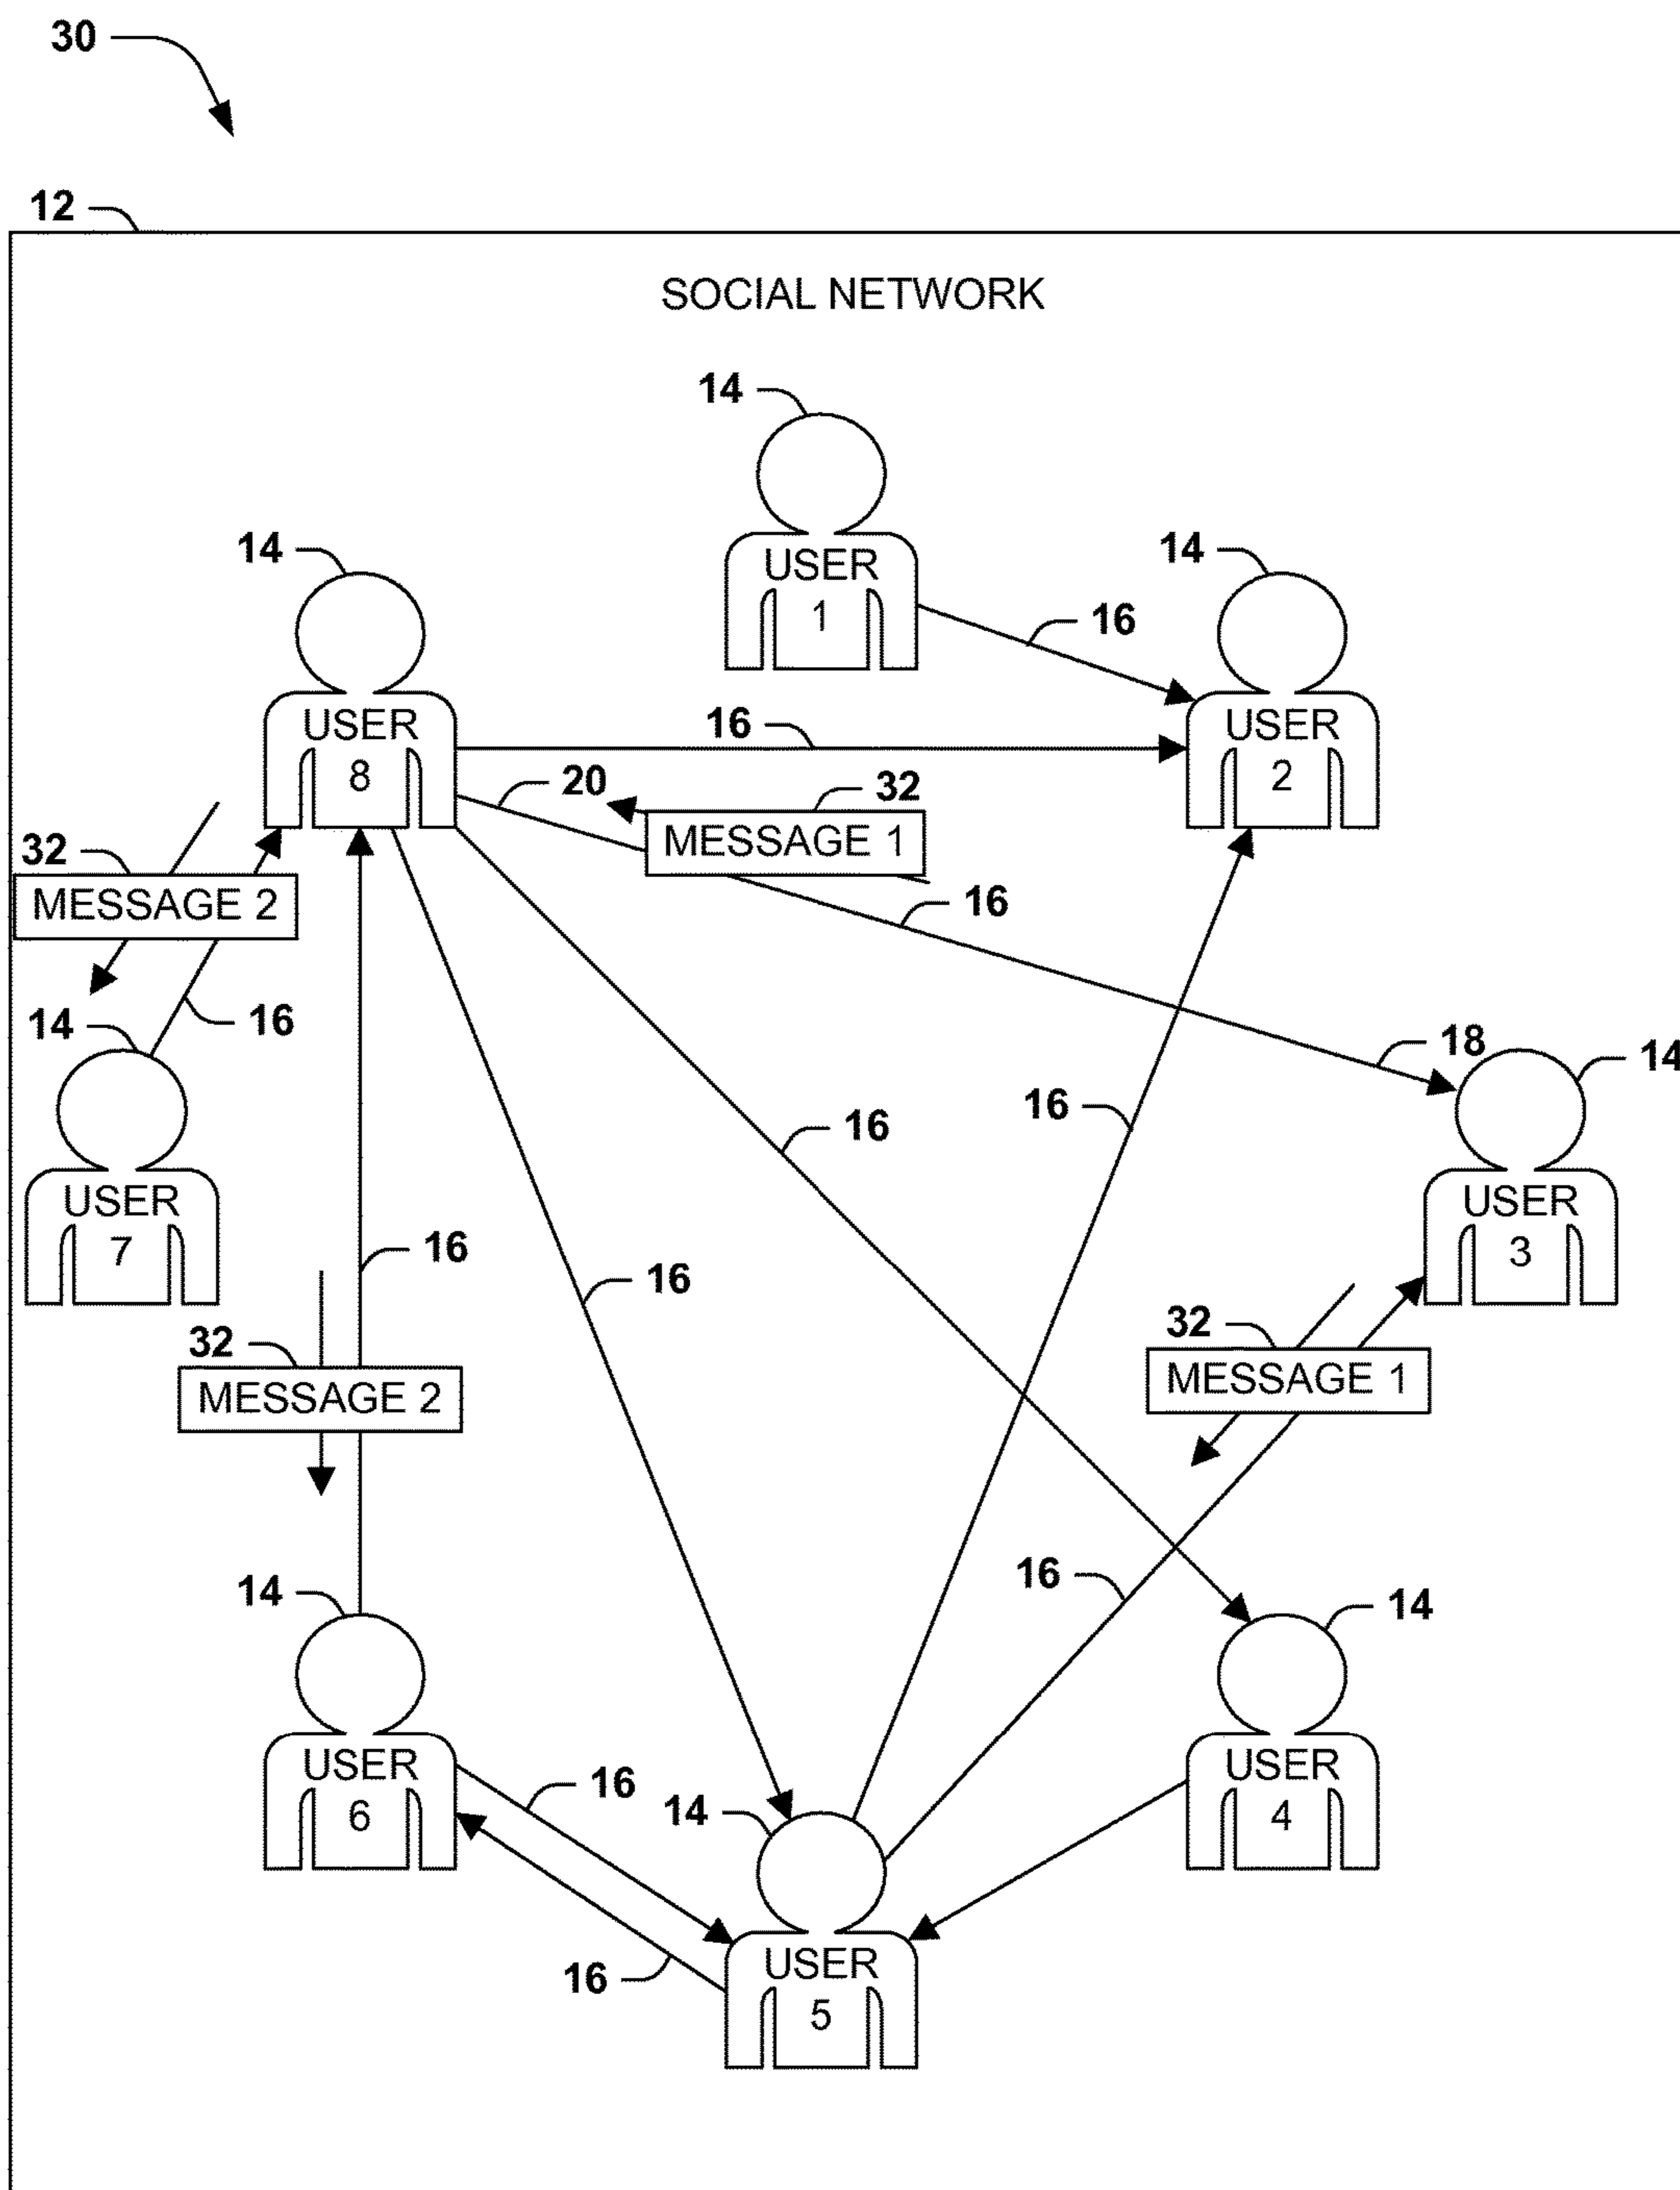 30
12
SOCIAL NETWORK
14
USER
1
14
14
USER
8
16
USER
2
16
20
32
MESSAGE 1
32
MESSAGE 2
16
16
14
18
14
16
16
USER
7
USER
3
16
16
32
MESSAGE 1
32
MESSAGE 2
16
14
14
USER
6
16
14
USER
4
16
USER
5